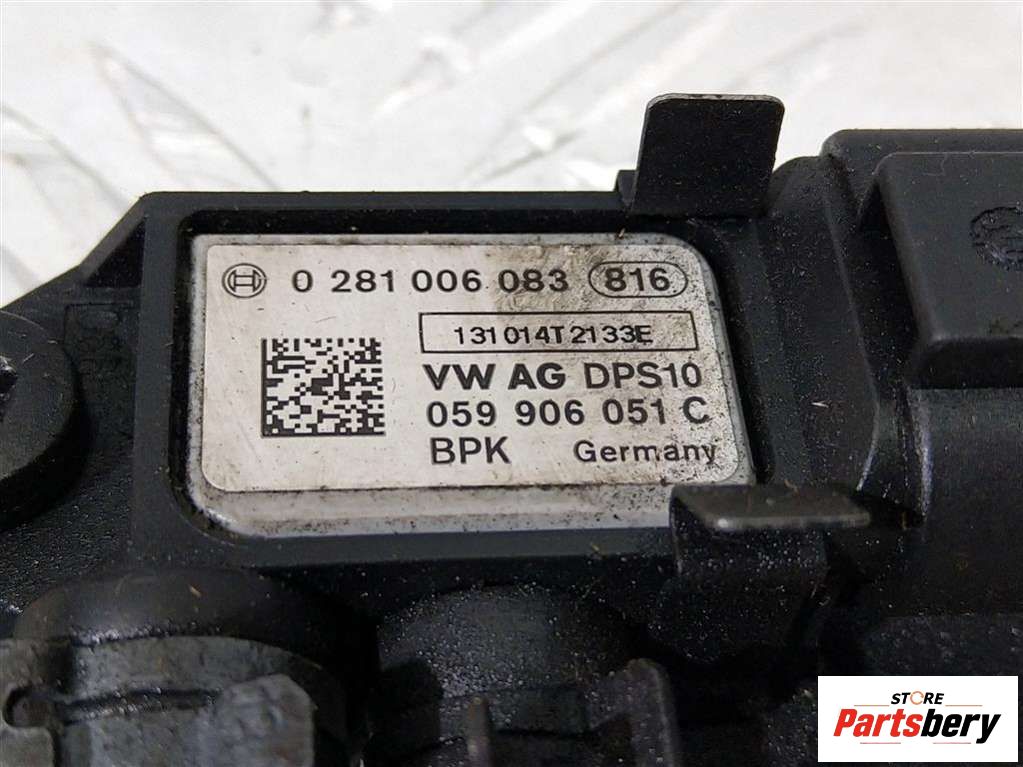 0 281 006 083 816
131014T2133E
VW AG DPS10
059 906 051 C
BPK Germany
STORE
Partsbery